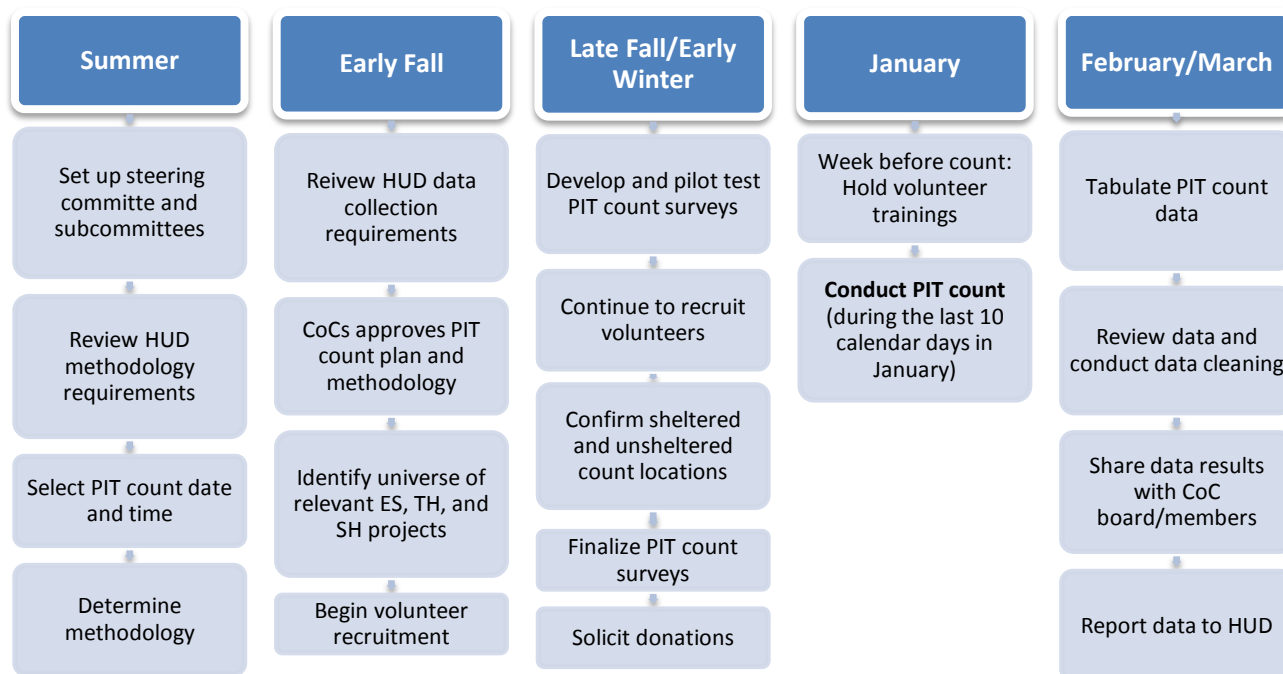 Summer
Set up steering
committe and
subcommittees
Review HUD
methodology
requirements
Select PIT count date
and time
Determine
methodology
Early Fall
Reivew HUD data
collection
requirements
CoCs approves PIT
count plan and
methodology
Identify universe of
relevant ES, TH, and
SH projects
Begin volunteer
recruitment
Late Fall/Early
Winter
Develop and pilot test
PIT count surveys
Continue to recruit
volunteers
Confirm sheltered
and unsheltered
count locations
Finalize PIT count
surveys
Solicit donations
January
Week before count:
Hold volunteer
trainings
Conduct PIT count
(during the last 10
calendar days in
January)
February/March
Tabulate PIT count
data
Review data and
conduct data cleaning
Share data results
with CoC
board/members
Report data to HUD